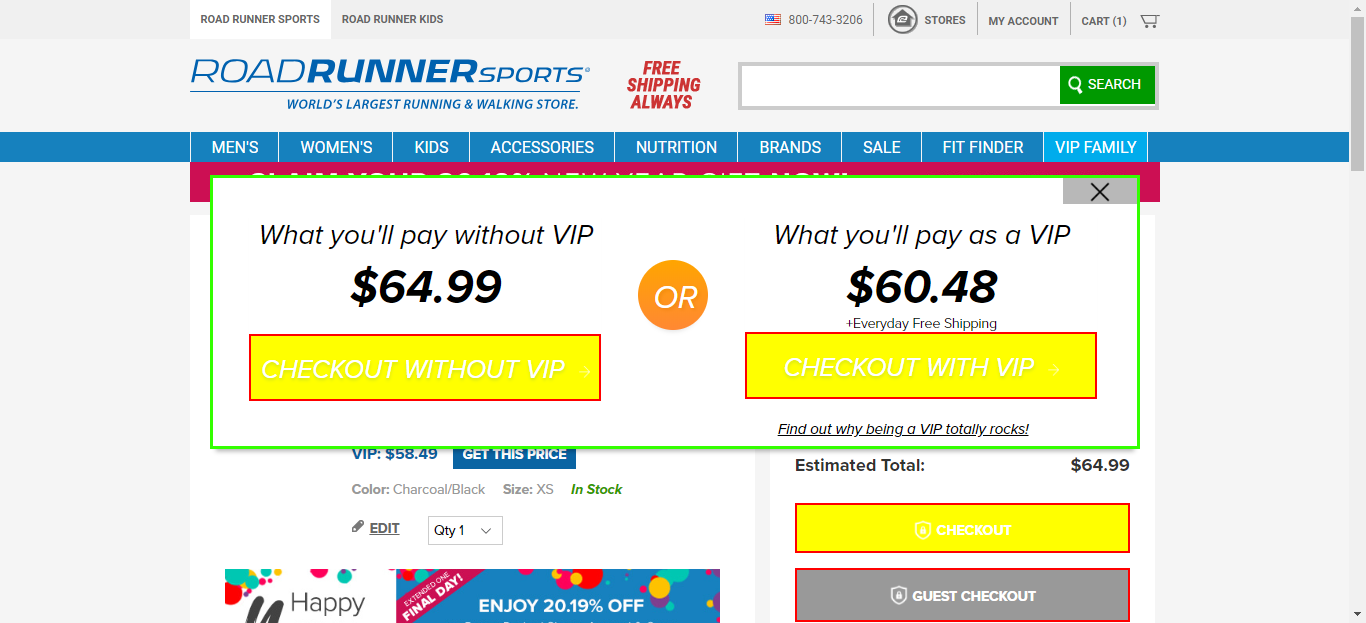 ROAD RUNNER SPORTS
ROAD RUNNER KIDS
800-743-3206
STORES
MY ACCOUNT
CART (1)
ROADRUNNERSPORTS
WORLD'S LARGEST RUNNING & WALKING STORE.
FREE
SHIPPING
ALWAYS
SEARCH
MEN'S
WOMEN'S
KIDS
ACCESSORIES
NUTRITION
BRANDS
SALE
FIT FINDER
VIP FAMILY
What you'll pay without VIP
$64.99
CHECKOUT WITHOUT VIP →
OR
What you'll pay as a VIP
$60.48
+Everyday Free Shipping
CHECKOUT WITH VIP →
Find out why being a VIP totally rocks!
VIP: $58.49
GET THIS PRICE
Color: Charcoal/Black Size: XS In Stock
EDIT
Qty 1
Estimated Total: $64.99
CHECKOUT
GUEST CHECKOUT
Happy
EXTENDED ONE
FINAL DAY!
ENJOY 20.19% OFF